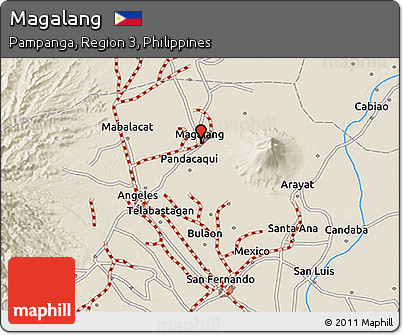 Magalang
Pampanga, Region 3, Philippines
Cabiao
Mabalacat
Magalang
Pandacaqui
Arayat
Angeles
Telabastagan
Bulaon
Santa Ana
Candaba
Mexico
San Luis
San Fernando
maphill
© 2011 Maphill